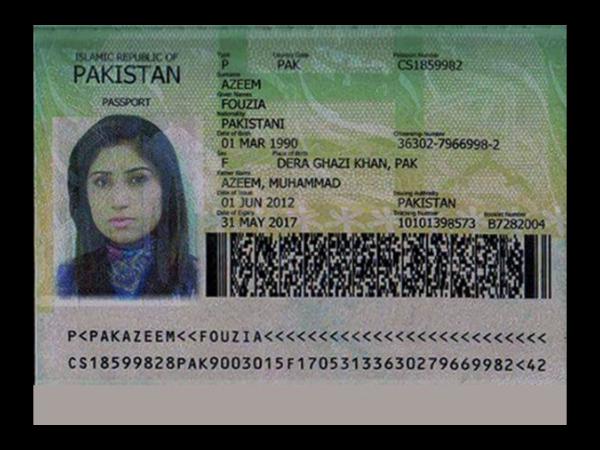 ISLAMIC REPUBLIC OF
PAKISTAN
PASSPORT
Type Country Code Passport Number
P PAK CS1859982
Surname
AZEEM
Given Names
FOUZIA
Nationality
PAKISTANI
Date of Birth Citizenship Number
01 MAR 1990 36302-7966998-2
Sex Place of Birth
F DERA GHAZI KHAN, PAK
Father Name
AZEEM, MUHAMMAD
Date of Issue Issuing Authority
01 JUN 2012 PAKISTAN
Date of Expiry Tracking Number Booklet Number
31 MAY 2017 10101398573 B7282004
P<PAKAZEEM<<FOUZIA<<<<<<<<<<<<<<<<<<<<<<<<<<
CS18599828PAK9003015F17053133630279669982<42